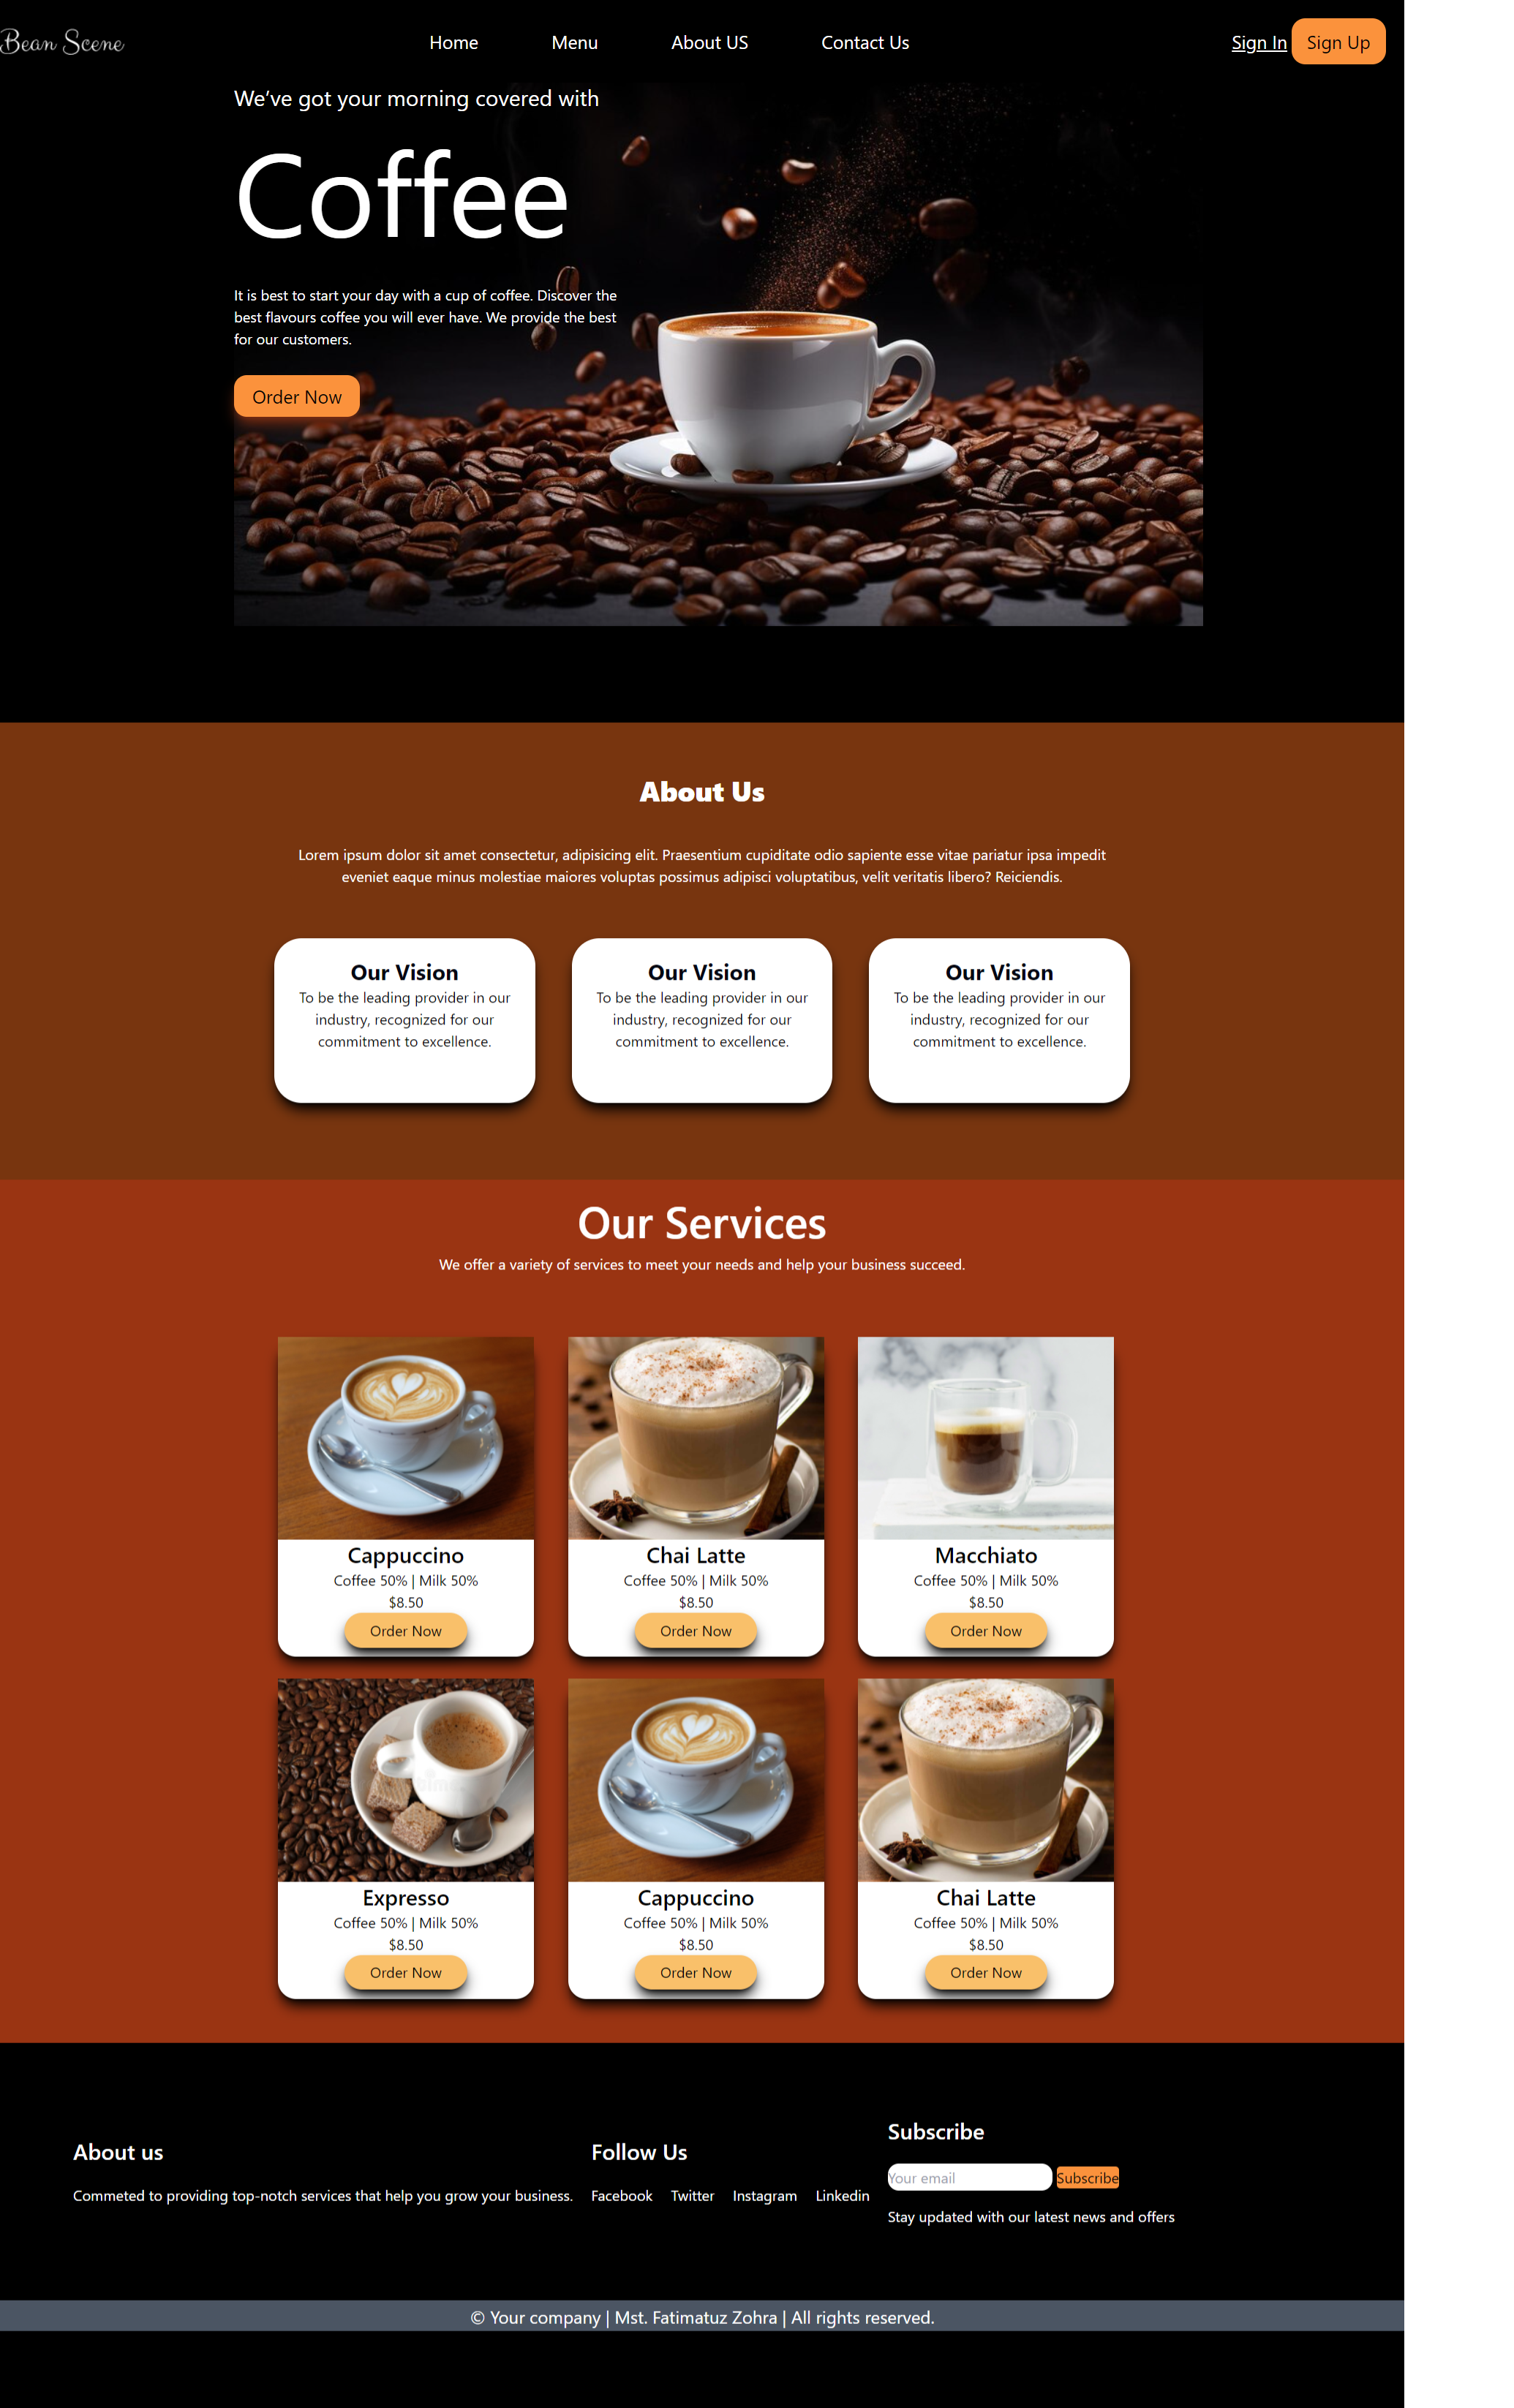 Bean Scene
Home Menu About US Contact Us
Sign In Sign Up
We've got your morning covered with
Coffee
It is best to start your day with a cup of coffee. Discover the
best flavours coffee you will ever have. We provide the best
for our customers.
Order Now
About Us
Lorem ipsum dolor sit amet consectetur, adipisicing elit. Praesentium cupiditate odio sapiente esse vitae pariatur ipsa impedit
eveniet eaque minus molestiae maiores voluptas possimus adipisci voluptatibus, velit veritatis libero? Reiciendis.
Our Vision
To be the leading provider in our
industry, recognized for our
commitment to excellence.
Our Vision
To be the leading provider in our
industry, recognized for our
commitment to excellence.
Our Vision
To be the leading provider in our
industry, recognized for our
commitment to excellence.
Our Services
We offer a variety of services to meet your needs and help your business succeed.
Cappuccino
Coffee 50% | Milk 50%
$8.50
Order Now
Chai Latte
Coffee 50% | Milk 50%
$8.50
Order Now
Macchiato
Coffee 50% | Milk 50%
$8.50
Order Now
Expresso
Coffee 50% | Milk 50%
$8.50
Order Now
Cappuccino
Coffee 50% | Milk 50%
$8.50
Order Now
Chai Latte
Coffee 50% | Milk 50%
$8.50
Order Now
About us
Commeted to providing top-notch services that help you grow your business.
Follow Us
Facebook Twitter Instagram Linkedin
Subscribe
Your email Subscribe
Stay updated with our latest news and offers
© Your company | Mst. Fatimatuz Zohra | All rights reserved.